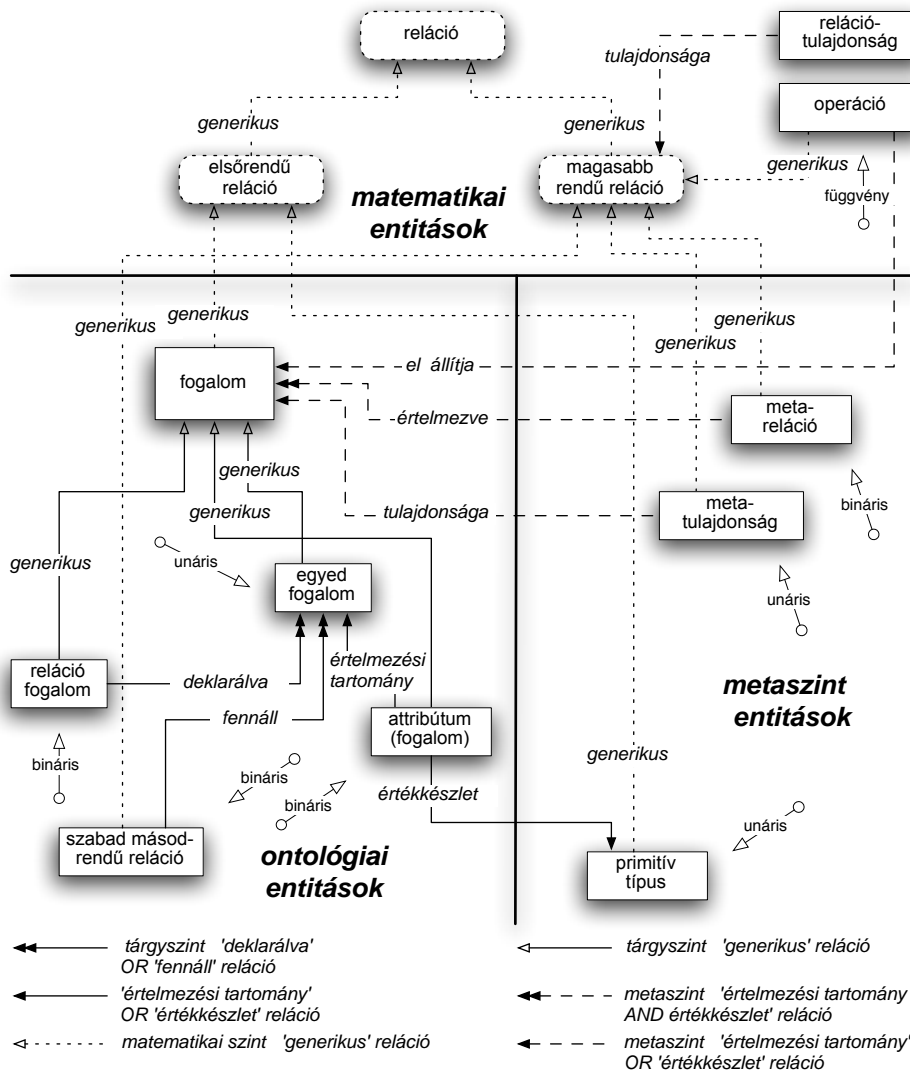 reláció
reláció-
tulajdonság
tulajdonsága
operáció
generikus
generikus
generikus
elsőrendű
reláció
magasabb
rendű reláció
függvény
matematikai
entitások
generikus
generikus
generikus
generikus
fogalom
el állítja
értelmezve
meta-
reláció
generikus
generikus
tulajdonsága
meta-
tulajdonság
bináris
generikus
unáris
egyed
fogalom
unáris
reláció
fogalom
deklarálva
értelmezési
tartomány
fennáll
attribútum
(fogalom)
metaszint
entitások
bináris
bináris
bináris
értékkészlet
generikus
unáris
szabad másod-
rendű reláció
ontológiai
entitások
primitív
típus
tárgyszint 'deklarálva'
OR 'fennáll' reláció
'értelmezési tartomány'
OR 'értékkészlet' reláció
matematikai szint 'generikus' reláció
tárgyszint 'generikus' reláció
metaszint 'értelmezési tartomány
AND értékkészlet' reláció
metaszint 'értelmezési tartomány'
OR 'értékkészlet' reláció